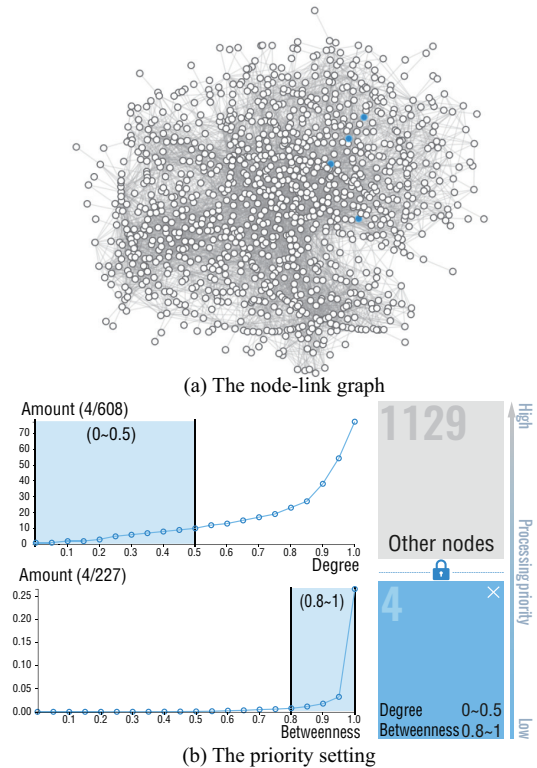 (a) The node-link graph
Amount (4/608)
(0~0.5)
70
60
50
40
30
20
10
0
0.1 0.2 0.3 0.4 0.5 0.6 0.7 0.8 0.9 1.0
Degree
Amount (4/227)
(0.8~1)
0.25
0.20
0.15
0.10
0.05
0.00
0.1 0.2 0.3 0.4 0.5 0.6 0.7 0.8 0.9 1.0
Betweenness
1129
Other nodes
4
Degree 0~0.5
Betweenness 0.8~1
High
Processing priority
Low
(b) The priority setting